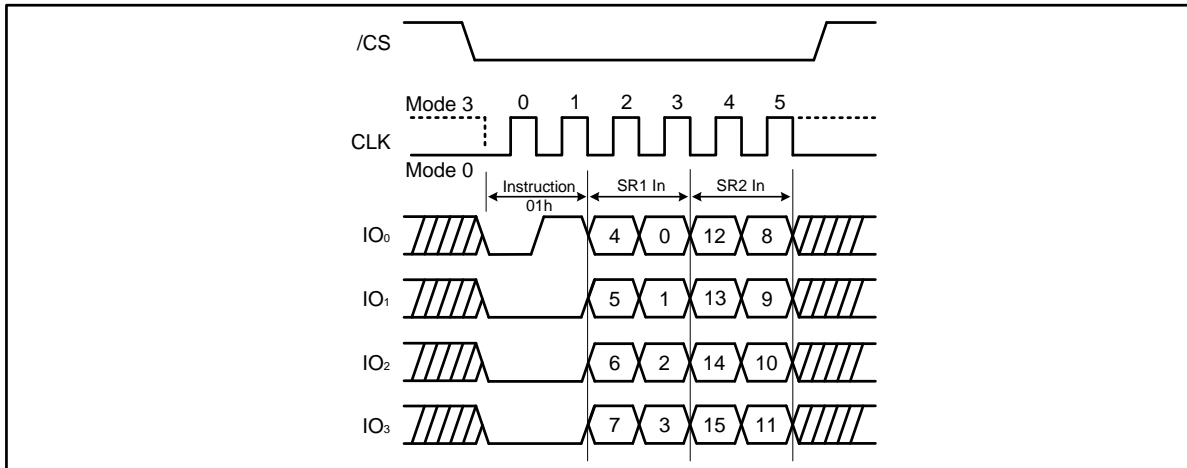 /CS
Mode 3 0 1 2 3 4 5
CLK
Mode 0
Instruction SR1 In SR2 In
01h
IO₀ 4 0 12 8
IO₁ 5 1 13 9
IO₂ 6 2 14 10
IO₃ 7 3 15 11